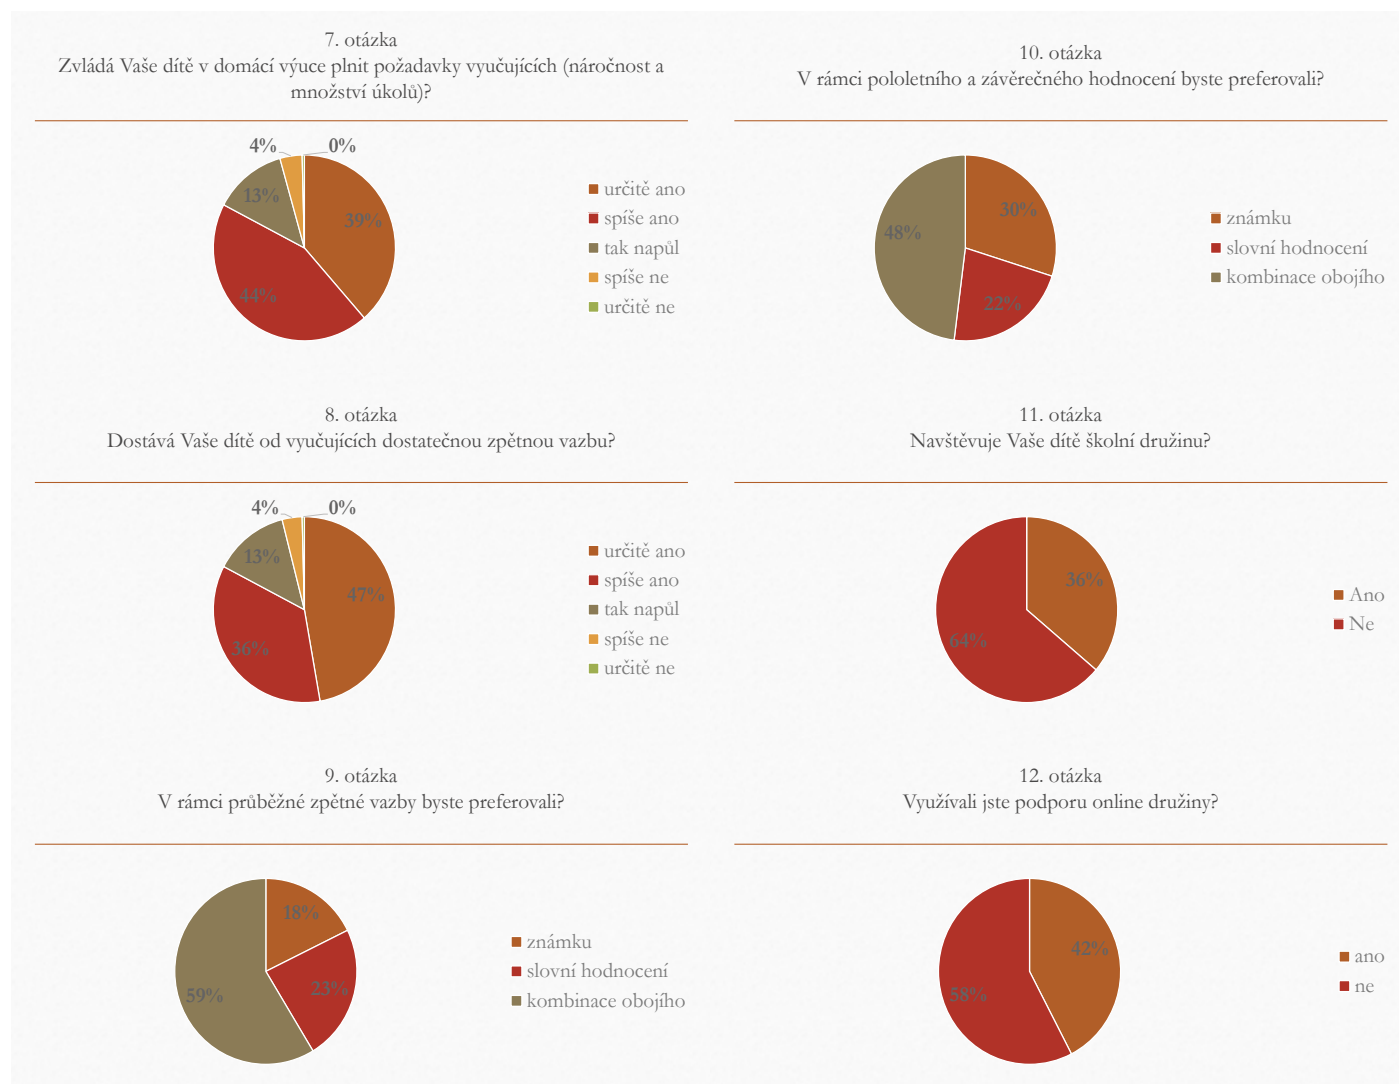 7. otázka
Zvládá Vaše dítě v domácí výuce plnit požadavky vyučujících (náročnost a
množství úkolů)?
4%
0%
13%
39%
44%
určitě ano
spíše ano
tak napůl
spíše ne
určitě ne
8. otázka
Dostává Vaše dítě od vyučujících dostatečnou zpětnou vazbu?
4%
0%
13%
47%
36%
určitě ano
spíše ano
tak napůl
spíše ne
určitě ne
9. otázka
V rámci průběžné zpětné vazby byste preferovali?
18%
23%
59%
známku
slovní hodnocení
kombinace obojího
10. otázka
V rámci pololetního a závěrečného hodnocení byste preferovali?
30%
48%
22%
známku
slovní hodnocení
kombinace obojího
11. otázka
Navštěvuje Vaše dítě školní družinu?
36%
64%
Ano
Ne
12. otázka
Využívali jste podporu online družiny?
42%
58%
ano
ne